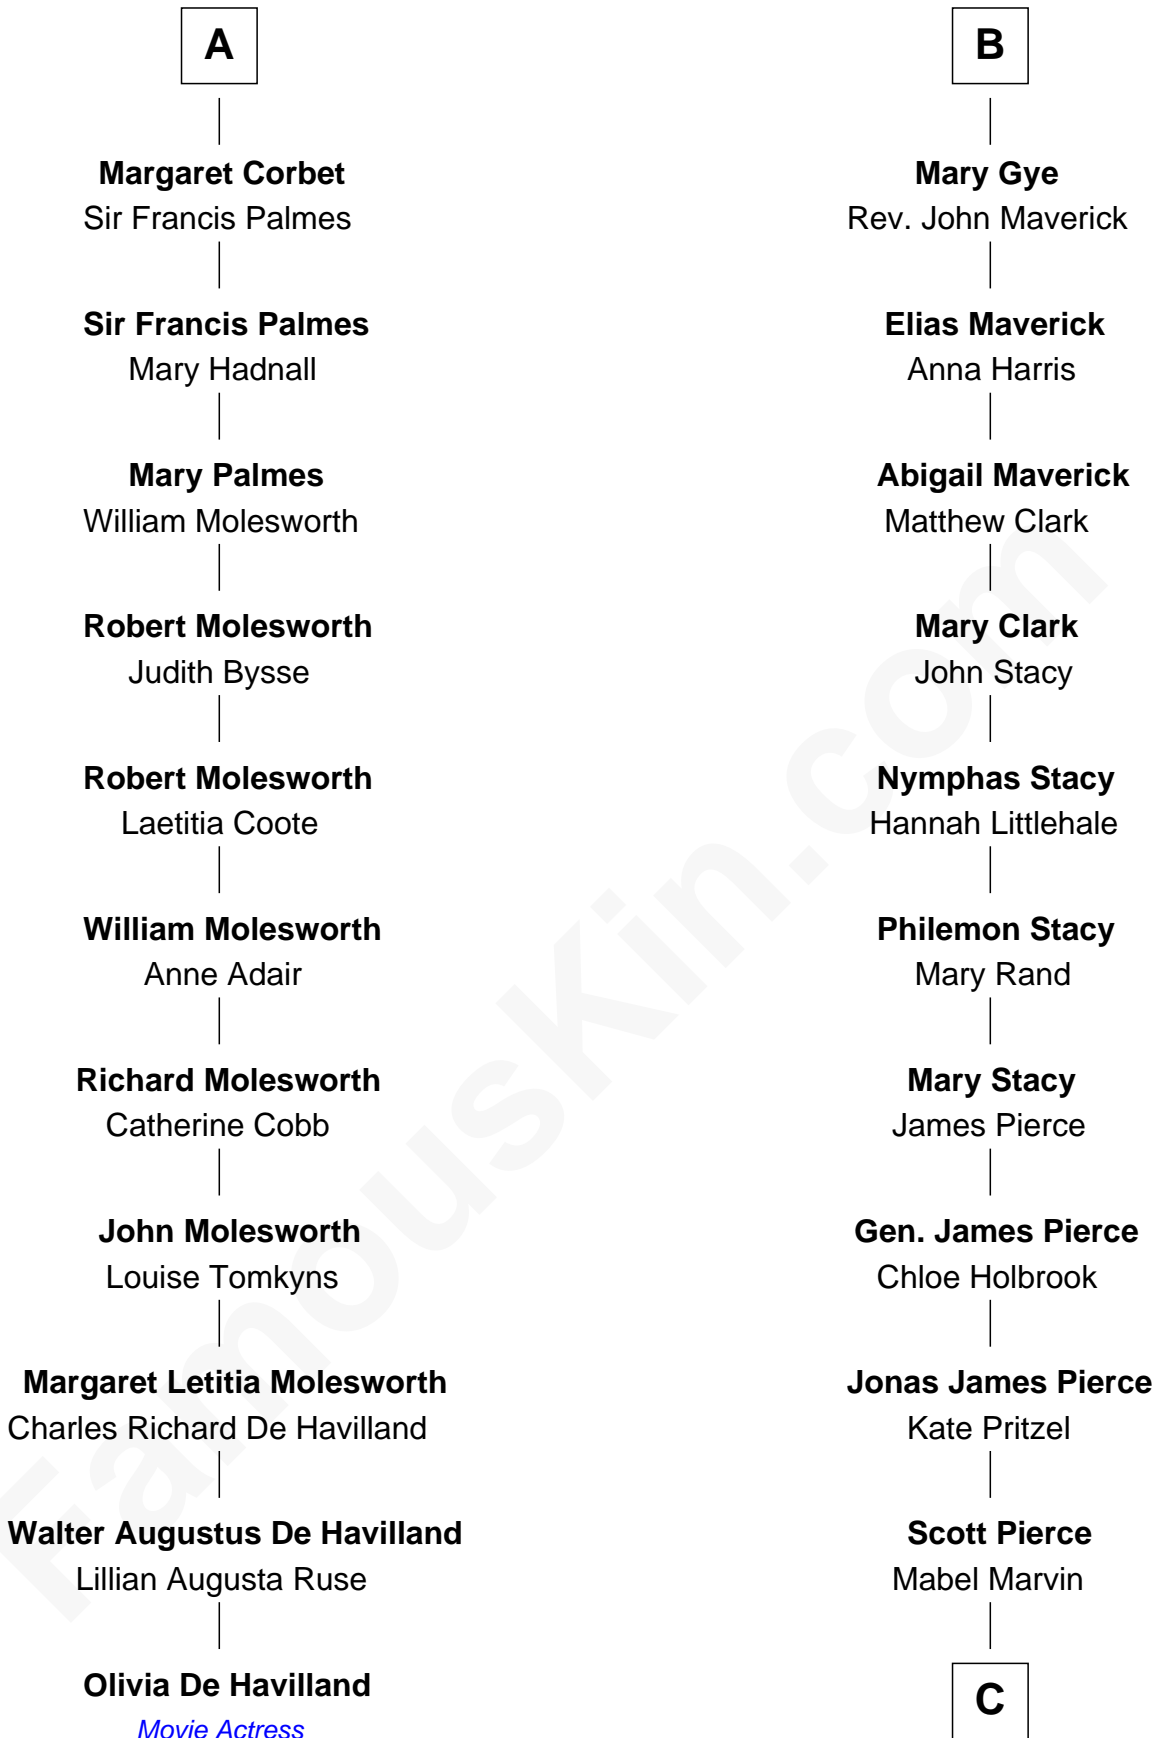 A
Margaret Corbet
Sir Francis Palmes
Sir Francis Palmes
Mary Hadnall
Mary Palmes
William Molesworth
Robert Molesworth
Judith Bysse
Robert Molesworth
Laetitia Coote
William Molesworth
Anne Adair
Richard Molesworth
Catherine Cobb
John Molesworth
Louise Tomkyns
Margaret Letitia Molesworth
Charles Richard De Havilland
Walter Augustus De Havilland
Lillian Augusta Ruse
Olivia De Havilland
Movie Actress
B
Mary Gye
Rev. John Maverick
Elias Maverick
Anna Harris
Abigail Maverick
Matthew Clark
Mary Clark
John Stacy
Nymphas Stacy
Hannah Littlehale
Philemon Stacy
Mary Rand
Mary Stacy
James Pierce
Gen. James Pierce
Chloe Holbrook
Jonas James Pierce
Kate Pritzel
Scott Pierce
Mabel Marvin
C
FamousKin.com